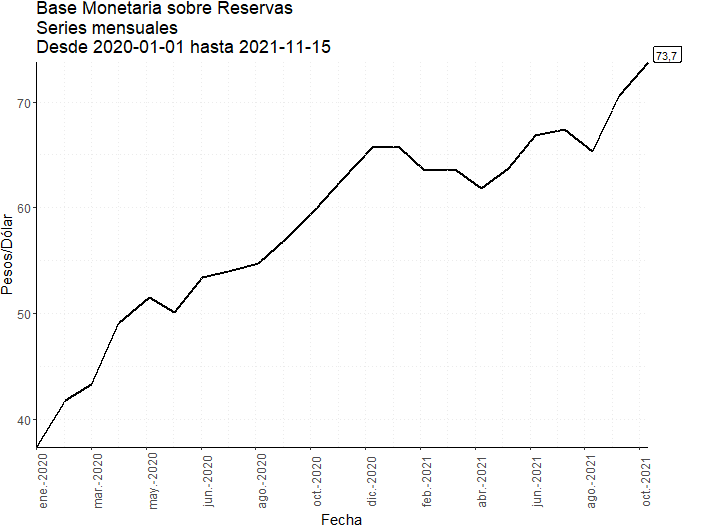 Base Monetaria sobre Reservas
Series mensuales
Desde 2020-01-01 hasta 2021-11-15
73,7
70
60
50
40
Pesos/Dólar
ene.-2020
mar.-2020
may.-2020
jun.-2020
ago.-2020
oct.-2020
dic.-2020
feb.-2021
abr.-2021
jun.-2021
ago.-2021
oct.-2021
Fecha